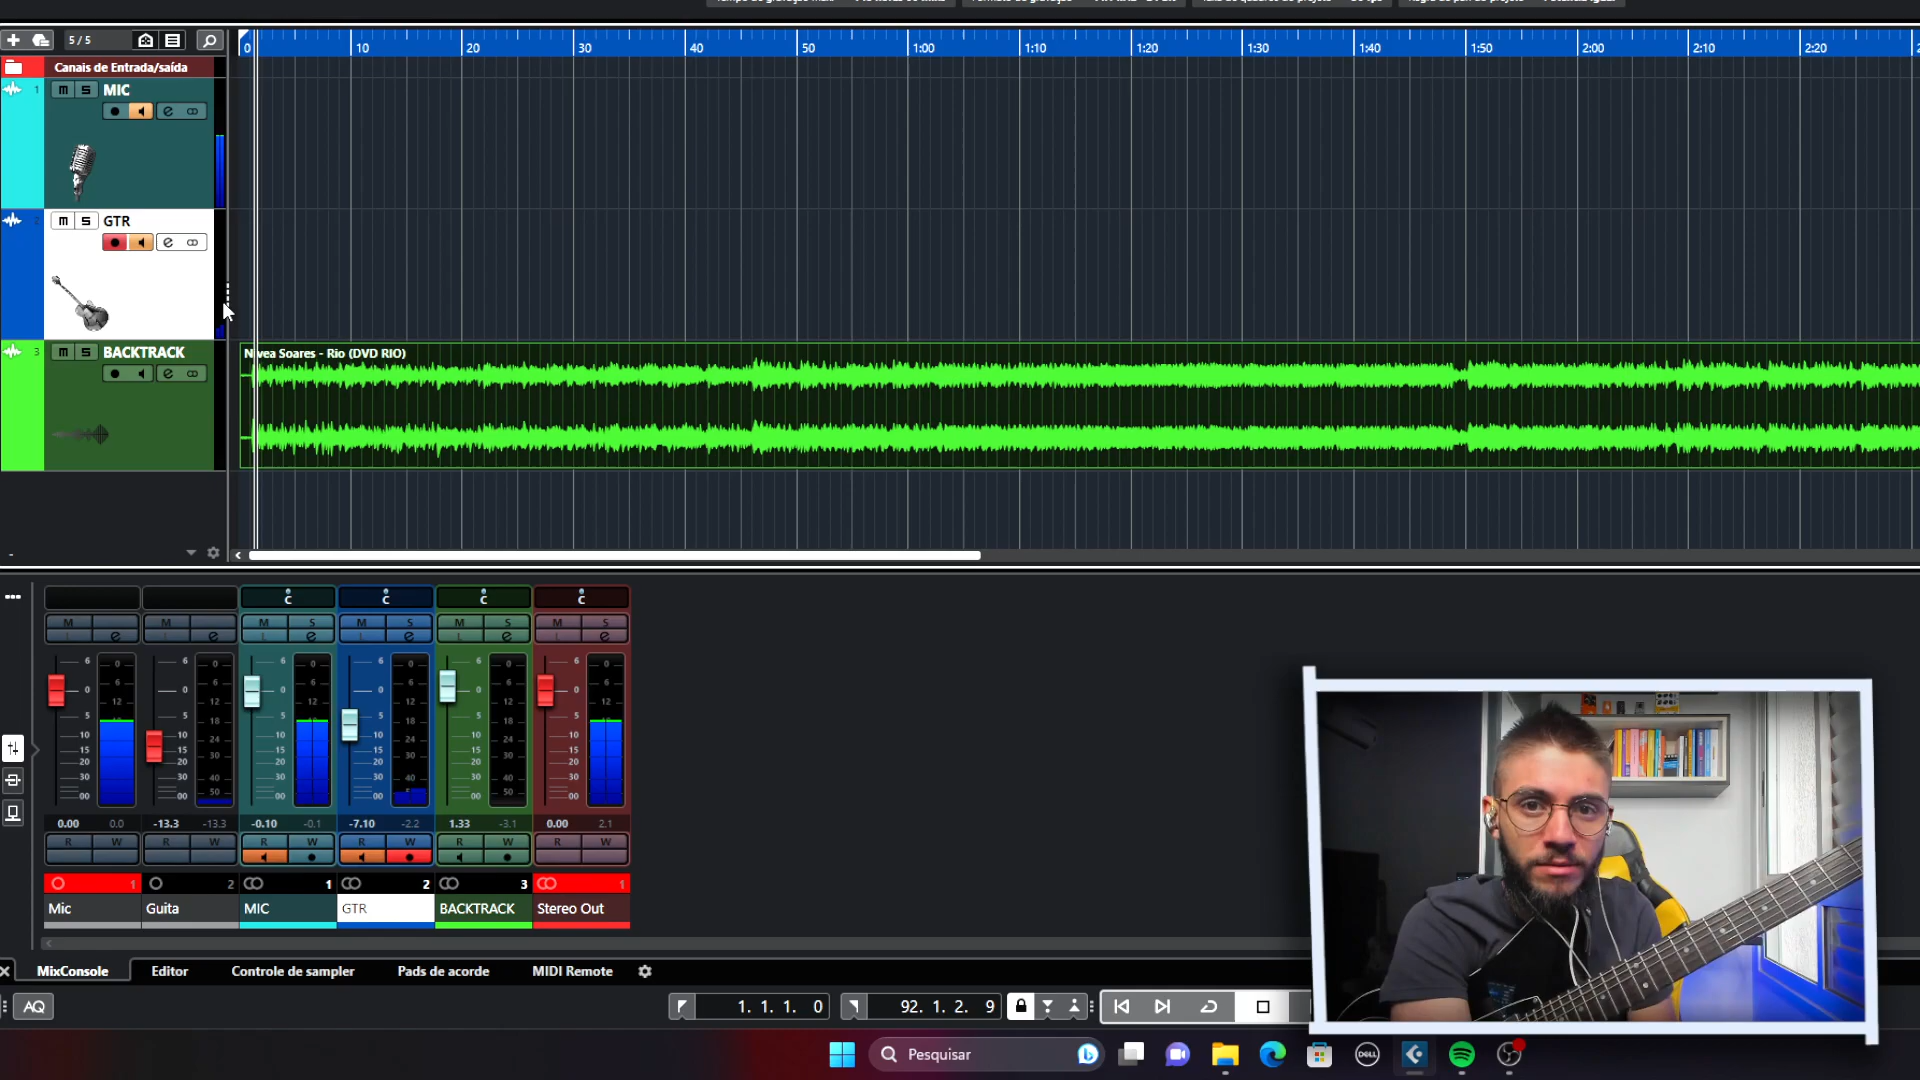 5 / 5
0 10 20 30 40 50 1:00 1:10 1:20 1:30 1:40 1:50 2:00 2:10 2:20
Canais de Entrada/saída
1 m S MIC
2 m S GTR
3 m S BACKTRACK
Nivea Soares - Rio (DVD RIO)
C C C C
M M M S M S M S M S
0.00 0.0 -13.3 -13.3 -0.10 -0.1 -7.10 -2.2 1.33 -3.1 0.00 2.1
R W R W R W R W R W R W
1 2 1 2 3 1
Mic Guita MIC GTR BACKTRACK Stereo Out
MixConsole Editor Controle de sampler Pads de acorde MIDI Remote
AQ 1. 1. 1. 0 92. 1. 2. 9
Pesquisar
DELL